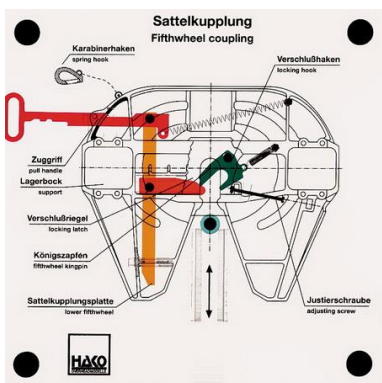 Sattelkupplung
Fifthwheel coupling
Karabinerhaken
spring hook
Verschlußhaken
locking hook
Zuggriff
pull handle
Lagerbock
support
Verschlußriegel
locking latch
Königszapfen
fifthwheel kingpin
Sattelkupplungsplatte
lower fifthwheel
Justierschraube
adjusting screw
HAKO